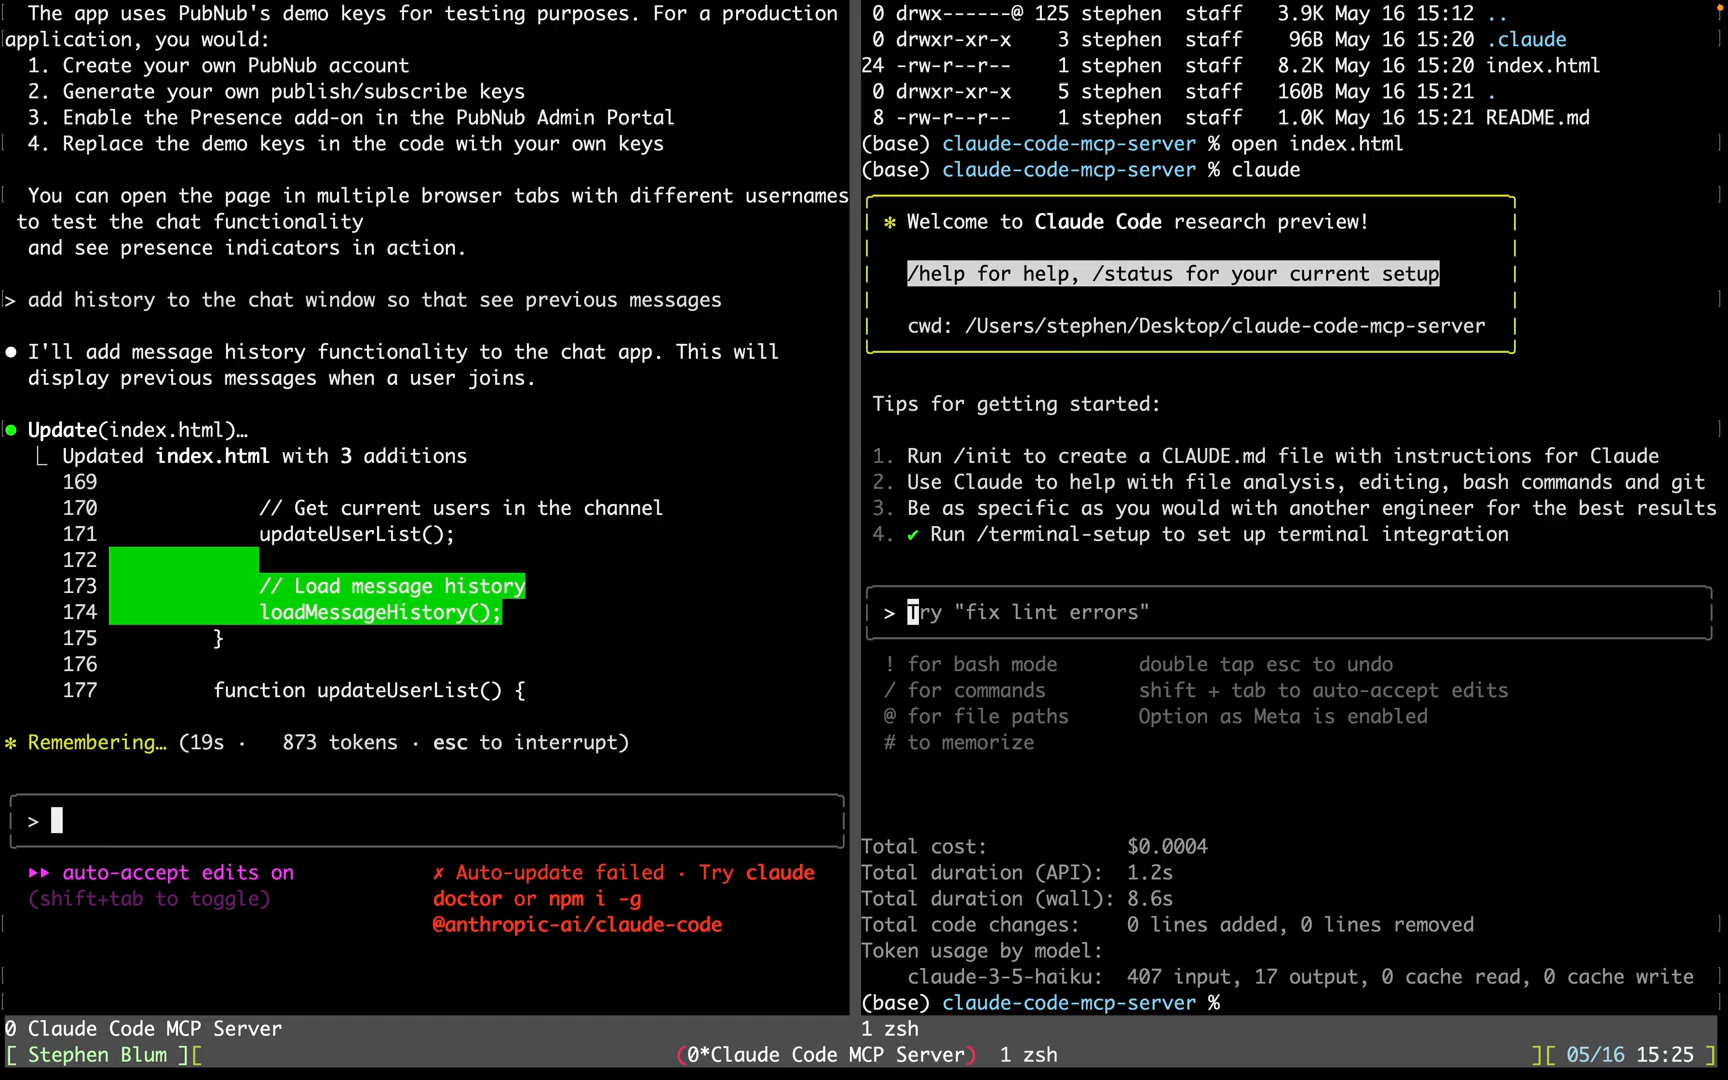 The app uses PubNub's demo keys for testing purposes. For a production
application, you would:
1. Create your own PubNub account
2. Generate your own publish/subscribe keys
3. Enable the Presence add-on in the PubNub Admin Portal
4. Replace the demo keys in the code with your own keys
You can open the page in multiple browser tabs with different usernames
to test the chat functionality
and see presence indicators in action.
> add history to the chat window so that see previous messages
● I'll add message history functionality to the chat app. This will
display previous messages when a user joins.
● Update(index.html)…
⎿ Updated index.html with 3 additions
169
170 // Get current users in the channel
171 updateUserList();
172
173 // Load message history
174 loadMessageHistory();
175 }
176
177 function updateUserList() {
* Remembering… (19s · 873 tokens · esc to interrupt)
>
▸▸ auto-accept edits on
(shift+tab to toggle)
✗ Auto-update failed · Try claude
doctor or npm i -g
@anthropic-ai/claude-code
0 drwx------@ 125 stephen staff 3.9K May 16 15:12 ..
0 drwxr-xr-x 3 stephen staff 96B May 16 15:20 .claude
24 -rw-r--r-- 1 stephen staff 8.2K May 16 15:20 index.html
0 drwxr-xr-x 5 stephen staff 160B May 16 15:21 .
8 -rw-r--r-- 1 stephen staff 1.0K May 16 15:21 README.md
(base) claude-code-mcp-server % open index.html
(base) claude-code-mcp-server % claude
* Welcome to Claude Code research preview!
/help for help, /status for your current setup
cwd: /Users/stephen/Desktop/claude-code-mcp-server
Tips for getting started:
1. Run /init to create a CLAUDE.md file with instructions for Claude
2. Use Claude to help with file analysis, editing, bash commands and git
3. Be as specific as you would with another engineer for the best results
4. ✔ Run /terminal-setup to set up terminal integration
> Try "fix lint errors"
! for bash mode double tap esc to undo
/ for commands shift + tab to auto-accept edits
@ for file paths Option as Meta is enabled
# to memorize
Total cost: $0.0004
Total duration (API): 1.2s
Total duration (wall): 8.6s
Total code changes: 0 lines added, 0 lines removed
Token usage by model:
claude-3-5-haiku: 407 input, 17 output, 0 cache read, 0 cache write
(base) claude-code-mcp-server %
0 Claude Code MCP Server
1 zsh
[ Stephen Blum ][ (0*Claude Code MCP Server) 1 zsh ][ 05/16 15:25 ]